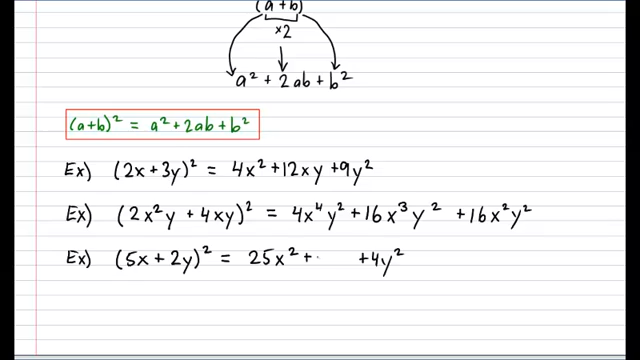 (a+b)
×2
a² + 2ab + b²
(a+b)² = a² + 2ab + b²
Ex) (2x + 3y)² = 4x² + 12xy + 9y²
Ex) (2x²y + 4xy)² = 4x⁴y² + 16x³y² + 16x²y²
Ex) (5x + 2y)² = 25x² + + 4y²